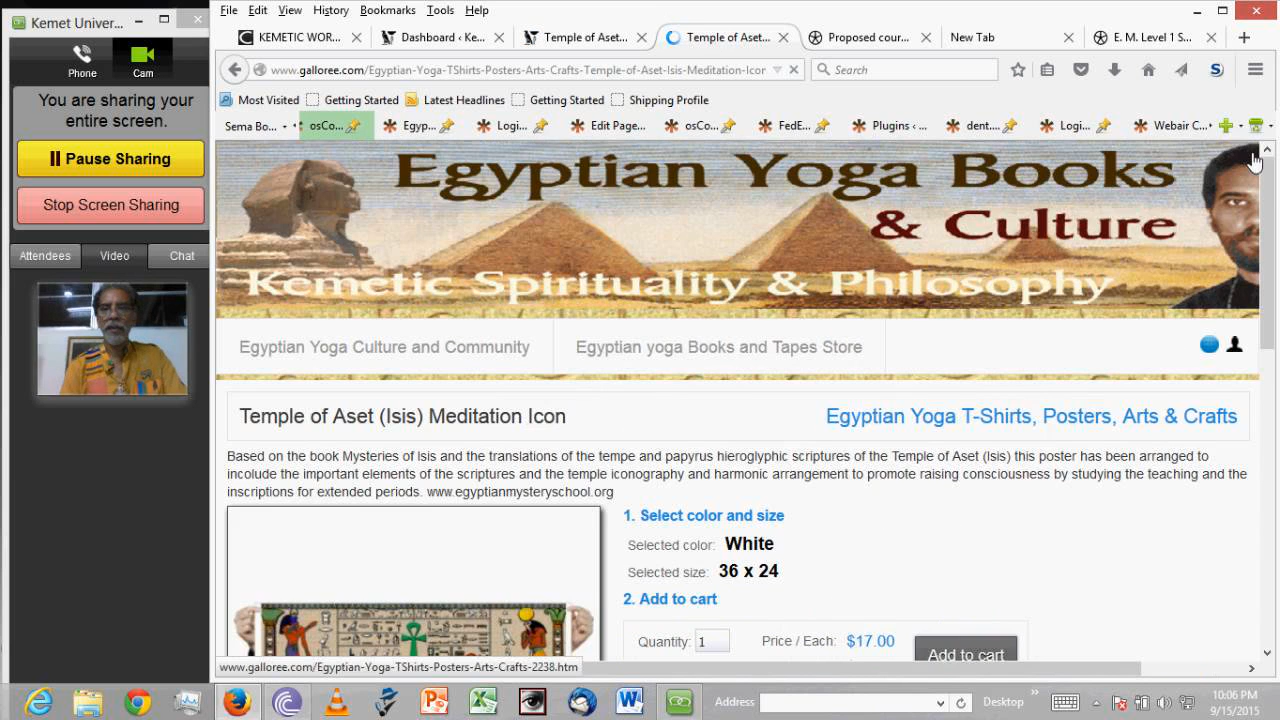 Kemet Univer...
Phone
Cam
You are sharing your
entire screen.
Pause Sharing
Stop Screen Sharing
Attendees
Video
Chat
File Edit View History Bookmarks Tools Help
KEMETIC WOR...
Dashboard ‹ Ke...
Temple of Aset...
Temple of Aset...
Proposed cour...
New Tab
E. M. Level 1 S...
www.galloree.com/Egyptian-Yoga-TShirts-Posters-Arts-Crafts-Temple-of-Aset-Isis-Meditation-Icor
Search
S
Most Visited Getting Started Latest Headlines Getting Started Shipping Profile
Sema Bo... osCo... Egyp... Logi... Edit Page... osCo... FedE... Plugins ‹ ... dent.... Logi... Webair C...
Egyptian Yoga Books
& Culture
Kemetic Spirituality & Philosophy
Egyptian Yoga Culture and Community
Egyptian yoga Books and Tapes Store
Temple of Aset (Isis) Meditation Icon
Egyptian Yoga T-Shirts, Posters, Arts & Crafts
Based on the book Mysteries of Isis and the translations of the tempe and papyrus hieroglyphic scriptures of the Temple of Aset (Isis) this poster has been arranged to
incolude the important elements of the scriptures and the temple iconography and harmonic arrangement to promote raising consciousness by studying the teaching and the
inscriptions for extended periods. www.egyptianmysteryschool.org
1. Select color and size
Selected color: White
Selected size: 36 x 24
2. Add to cart
Quantity: 1 Price / Each: $17.00 Add to cart
www.galloree.com/Egyptian-Yoga-TShirts-Posters-Arts-Crafts-2238.htm
Address
Desktop
10:06 PM
9/15/2015